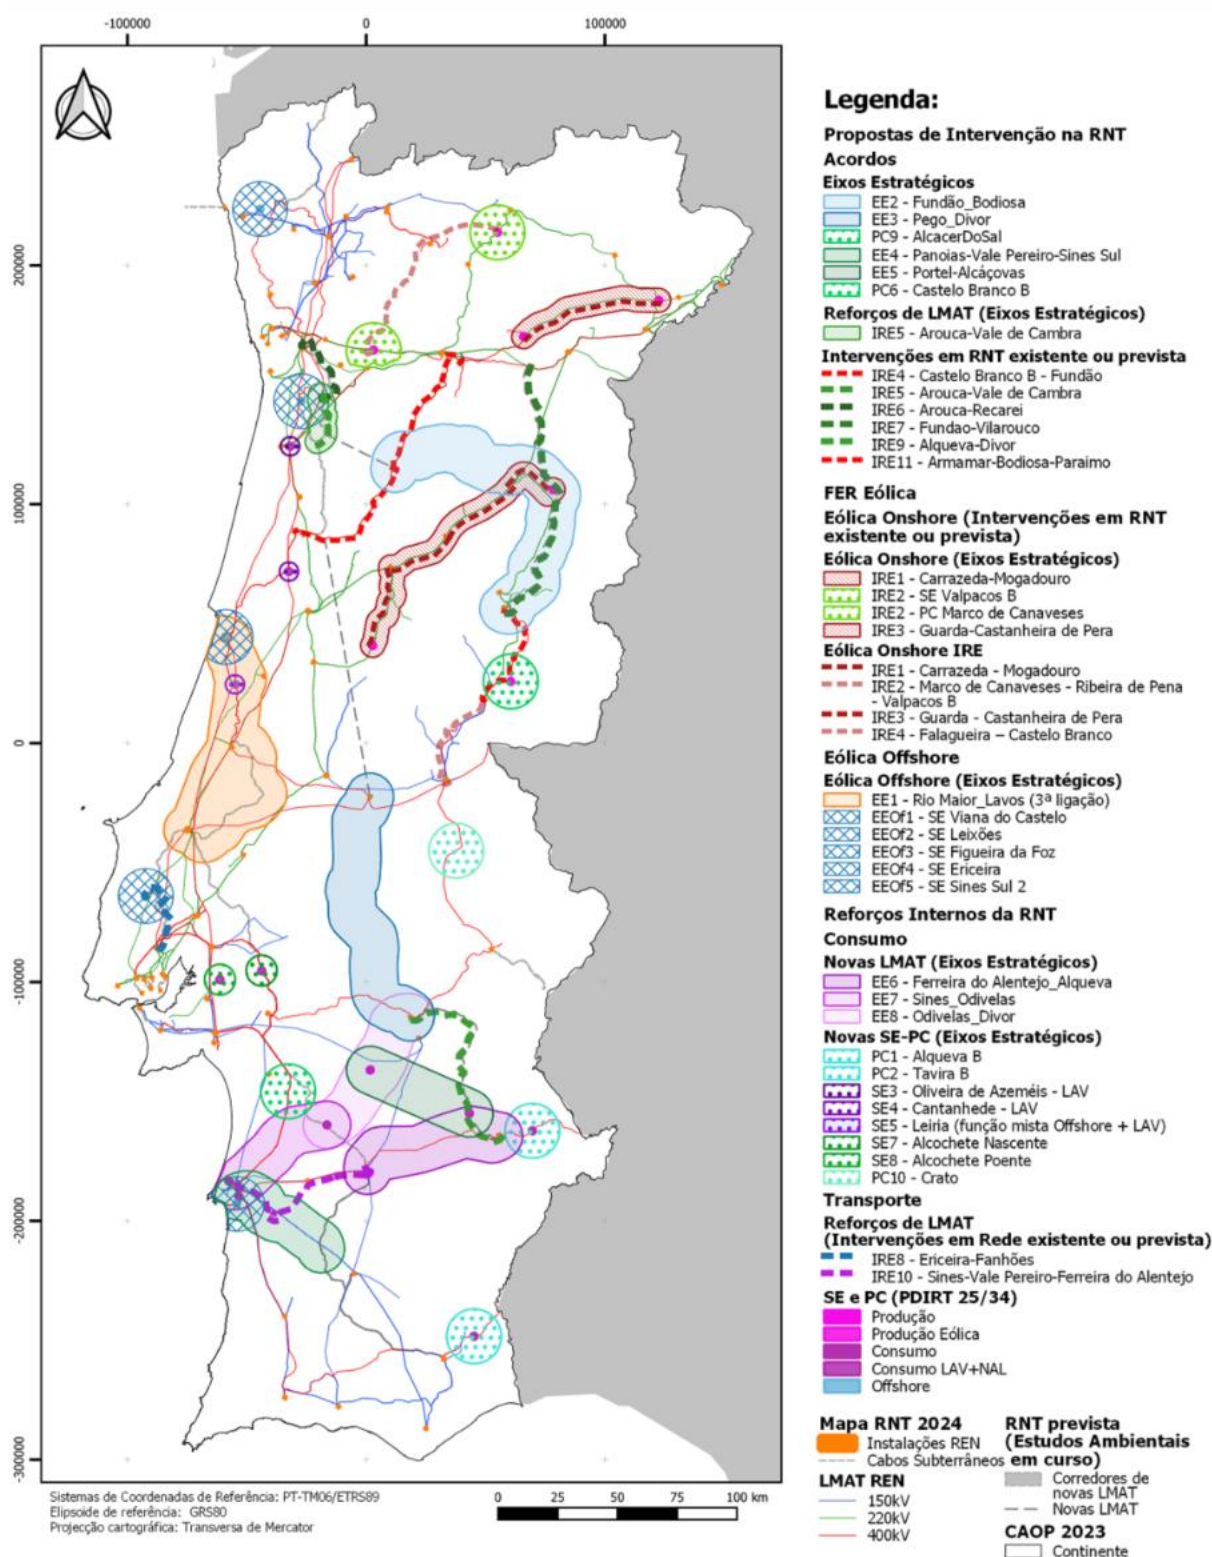 -100000
0
100000
200000
100000
0
-100000
-200000
-300000
Sistemas de Coordenadas de Referência: PT-TM06/ETRS89
Elipsoide de referência: GRS80
Projecção cartográfica: Transversa de Mercator
0 25 50 75 100 km
Legenda:
Propostas de Intervenção na RNT
Acordos
Eixos Estratégicos
EE2 - Fundão_Bodiosa
EE3 - Pego_Divor
PC9 - AlcacerDoSal
EE4 - Panoias-Vale Pereiro-Sines Sul
EE5 - Portel-Alcáçovas
PC6 - Castelo Branco B
Reforços de LMAT (Eixos Estratégicos)
IRE5 - Arouca-Vale de Cambra
Intervenções em RNT existente ou prevista
IRE4 - Castelo Branco B - Fundão
IRE5 - Arouca-Vale de Cambra
IRE6 - Arouca-Recarei
IRE7 - Fundao-Vilarouco
IRE9 - Alqueva-Divor
IRE11 - Armamar-Bodiosa-Paraimo
FER Eólica
Eólica Onshore (Intervenções em RNT
existente ou prevista)
Eólica Onshore (Eixos Estratégicos)
IRE1 - Carrazeda-Mogadouro
IRE2 - SE Valpacos B
IRE2 - PC Marco de Canaveses
IRE3 - Guarda-Castanheira de Pera
Eólica Onshore IRE
IRE1 - Carrazeda - Mogadouro
IRE2 - Marco de Canaveses - Ribeira de Pena
- Valpacos B
IRE3 - Guarda - Castanheira de Pera
IRE4 - Falagueira – Castelo Branco
Eólica Offshore
Eólica Offshore (Eixos Estratégicos)
EE1 - Rio Maior_Lavos (3ª ligação)
EEOf1 - SE Viana do Castelo
EEOf2 - SE Leixões
EEOf3 - SE Figueira da Foz
EEOf4 - SE Ericeira
EEOf5 - SE Sines Sul 2
Reforços Internos da RNT
Consumo
Novas LMAT (Eixos Estratégicos)
EE6 - Ferreira do Alentejo_Alqueva
EE7 - Sines_Odivelas
EE8 - Odivelas_Divor
Novas SE-PC (Eixos Estratégicos)
PC1 - Alqueva B
PC2 - Tavira B
SE3 - Oliveira de Azeméis - LAV
SE4 - Cantanhede - LAV
SE5 - Leiria (função mista Offshore + LAV)
SE7 - Alcochete Nascente
SE8 - Alcochete Poente
PC10 - Crato
Transporte
Reforços de LMAT
(Intervenções em Rede existente ou prevista)
IRE8 - Ericeira-Fanhões
IRE10 - Sines-Vale Pereiro-Ferreira do Alentejo
SE e PC (PDIRT 25/34)
Produção
Produção Eólica
Consumo
Consumo LAV+NAL
Offshore
Mapa RNT 2024
Instalações REN
Cabos Subterrâneos
LMAT REN
150kV
220kV
400kV
RNT prevista
(Estudos Ambientais
em curso)
Corredores de
novas LMAT
Novas LMAT
CAOP 2023
Continente